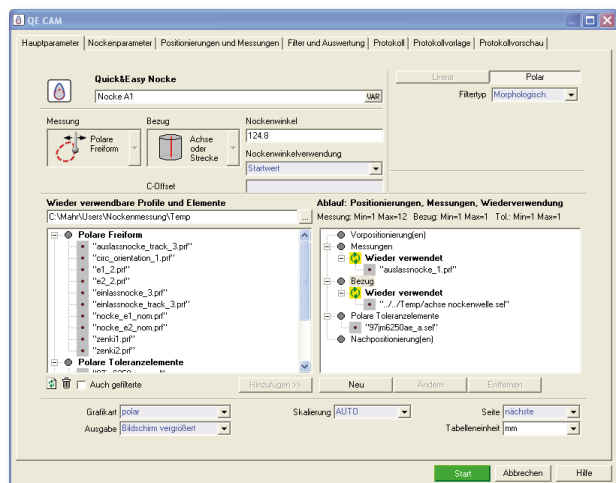 QE CAM
Hauptparameter Nockenparameter Positionierungen und Messungen Filter und Auswertung Protokoll Protokollvorlage Protokollvorschau
Quick&Easy Nocke
Nocke A1 VAR
Linear Polar
Filtertyp Morphologisch
Messung Bezug Nockenwinkel
Polare Freiform
Achse oder Strecke
124.8
Nockenwinkelverwendung
Startwert
C-Offset
Wieder verwendbare Profile und Elemente
C:\Mahr\Users\Nockenmessung\Temp ...
Polare Freiform
"auslassnocke_track_3.prf"
"circ_orientation_1.prf"
"e1_2.prf"
"e2_2.prf"
"einlassnocke_3.prf"
"einlassnocke_track_3.prf"
"nocke_e1_nom.prf"
"nocke_e2_nom.prf"
"zenki1.prf"
"zenki2.prf"
Polare Toleranzelemente
Auch gefilterte
Hinzufügen >>
Ablauf: Positionierungen, Messungen, Wiederverwendung
Messung: Min=1 Max=12 Bezug: Min=1 Max=1 Tol.: Min=1 Max=1
Vorpositionierung(en)
Messungen
Wieder verwendet
"auslassnocke_1.prf"
Bezug
Wieder verwendet
"../../Temp/achse nockenwelle.sel"
Polare Toleranzelemente
"97jm6250ae_a.sel"
Nachpositionierung(en)
Neu Ändern Entfernen
Grafikart polar Skalierung AUTO Seite nächste
Ausgabe Bildschirm vergrößert Tabelleneinheit mm
Start Abbrechen Hilfe